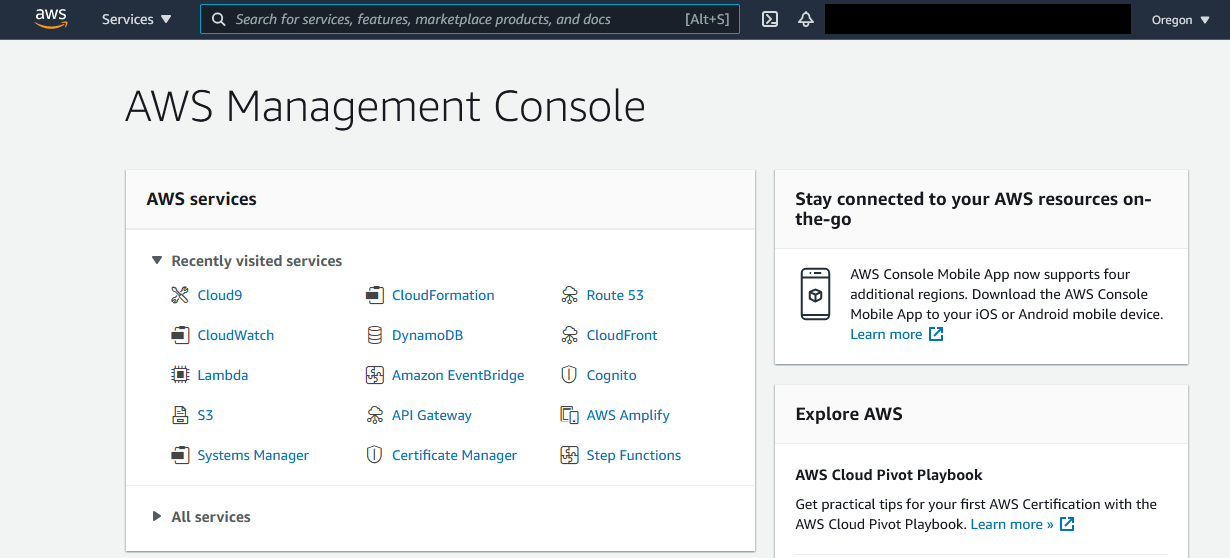 aws Services Search for services, features, marketplace products, and docs [Alt+S] Oregon
AWS Management Console
AWS services
Recently visited services
Cloud9 CloudFormation Route 53
CloudWatch DynamoDB CloudFront
Lambda Amazon EventBridge Cognito
S3 API Gateway AWS Amplify
Systems Manager Certificate Manager Step Functions
All services
Stay connected to your AWS resources on-
the-go
AWS Console Mobile App now supports four
additional regions. Download the AWS Console
Mobile App to your iOS or Android mobile device.
Learn more
Explore AWS
AWS Cloud Pivot Playbook
Get practical tips for your first AWS Certification with the
AWS Cloud Pivot Playbook. Learn more »